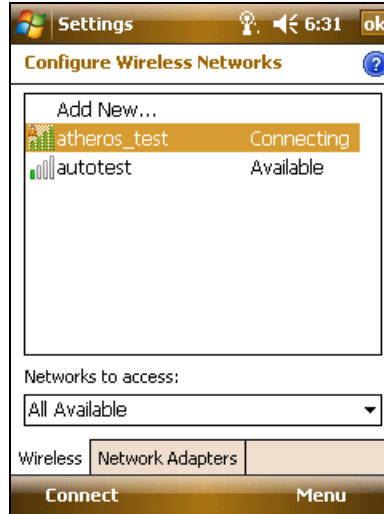 Settings 6:31 ok
Configure Wireless Networks ?
Add New...
atheros_test Connecting
autotest Available
Networks to access:
All Available
Wireless Network Adapters
Connect Menu